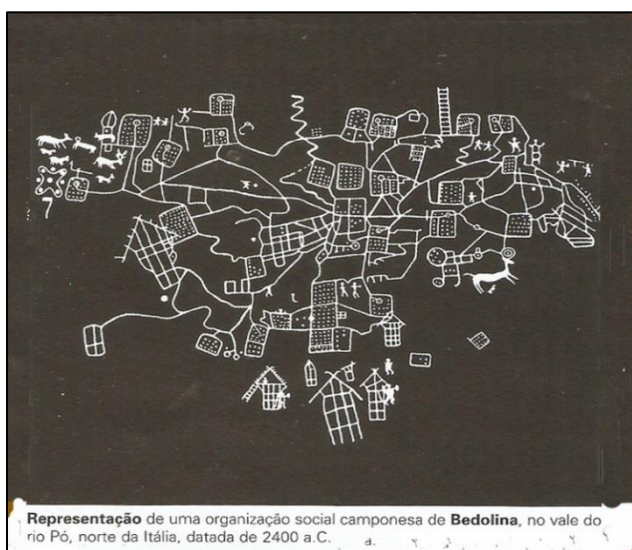 Representação de uma organização social camponesa de Bedolina, no vale do
rio Pó, norte da Itália, datada de 2400 a.C.